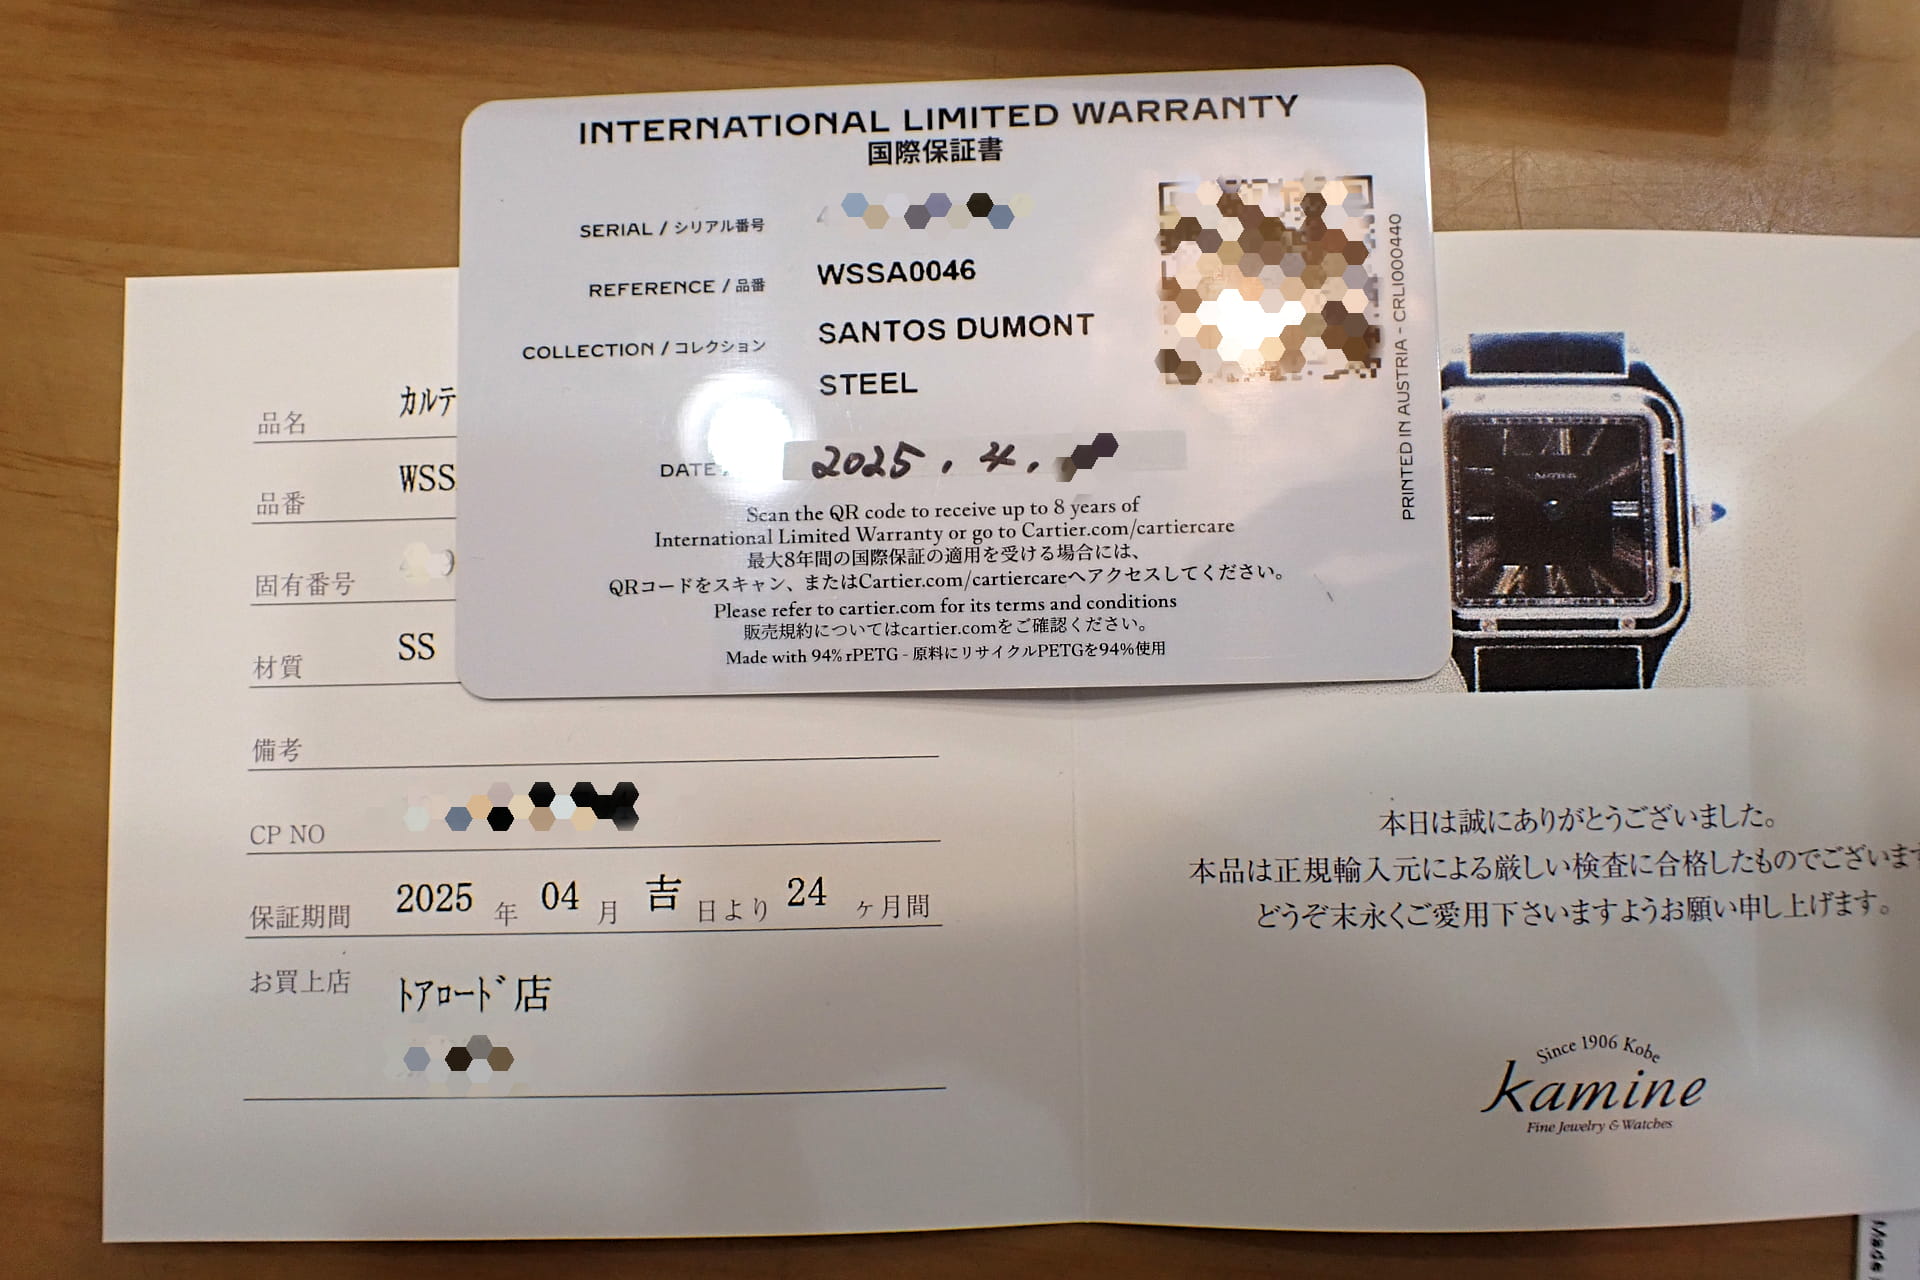 INTERNATIONAL LIMITED WARRANTY
国際保証書
SERIAL / シリアル番号
REFERENCE / 品番 WSSA0046
COLLECTION / コレクション SANTOS DUMONT
STEEL
DATE 2025. 4.
Scan the QR code to receive up to 8 years of
International Limited Warranty or go to Cartier.com/cartiercare
最大8年間の国際保証の適用を受ける場合には、
QRコードをスキャン、またはCartier.com/cartiercareへアクセスしてください。
Please refer to cartier.com for its terms and conditions
販売規約についてはcartier.comをご確認ください。
Made with 94% rPETG - 原料にリサイクルPETGを94%使用
PRINTED IN AUSTRIA - CRLI000440
品名 カルテ
品番 WSS
固有番号
材質 SS
備考
CP NO
保証期間 2025 年 04 月 吉 日より 24 ヶ月間
お買上店 ﾄｱﾛｰﾄﾞ店
本日は誠にありがとうございました。
本品は正規輸入元による厳しい検査に合格したものでございます
どうぞ末永くご愛用下さいますようお願い申し上げます。
Since 1906 Kobe
kamine
Fine Jewelry & Watches
Made